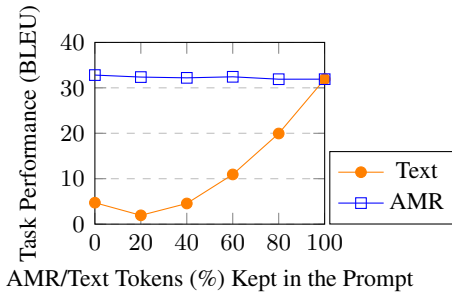 Task Performance (BLEU)
40
30
20
10
0
0 20 40 60 80 100
AMR/Text Tokens (%) Kept in the Prompt
Text
AMR